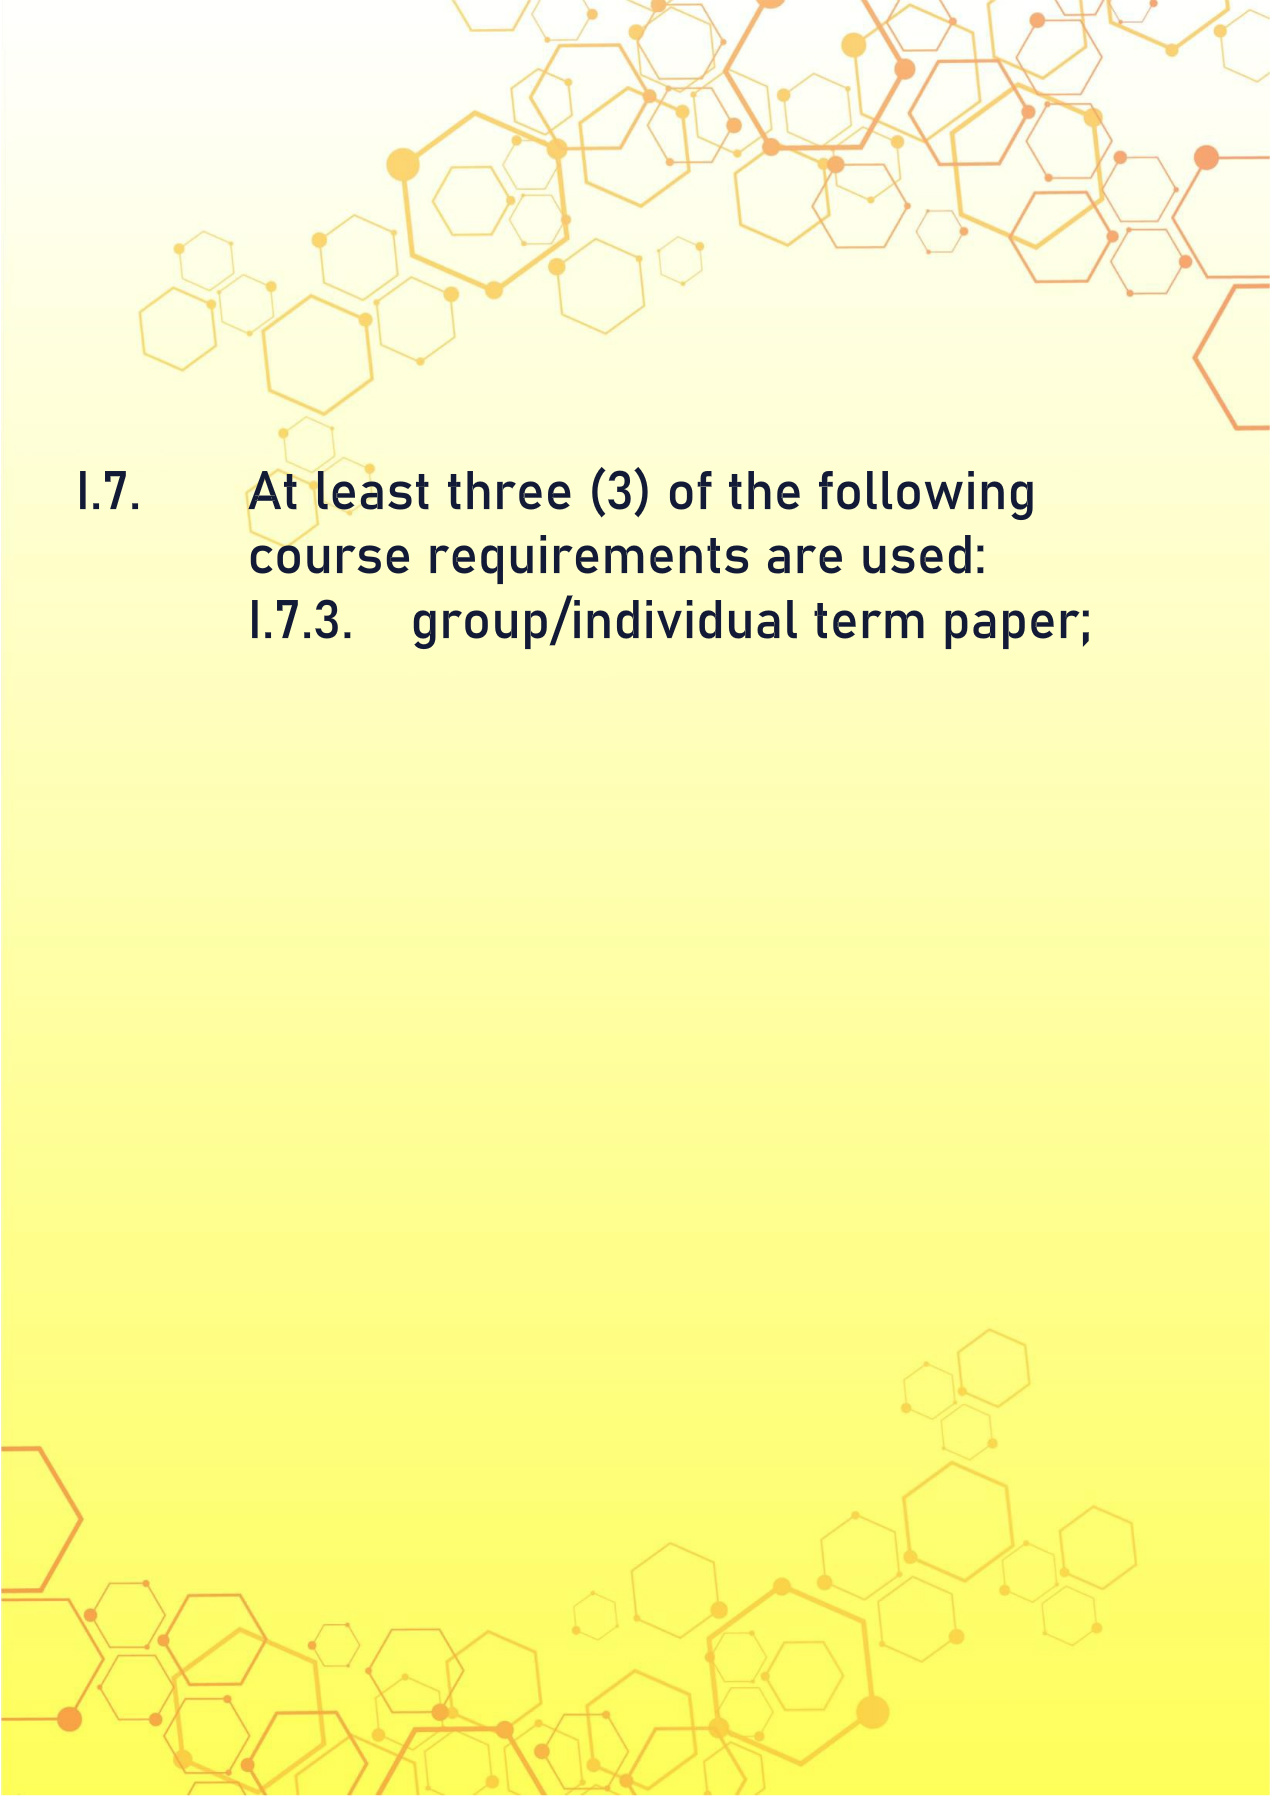 I.7. At least three (3) of the following
course requirements are used:
I.7.3. group/individual term paper;